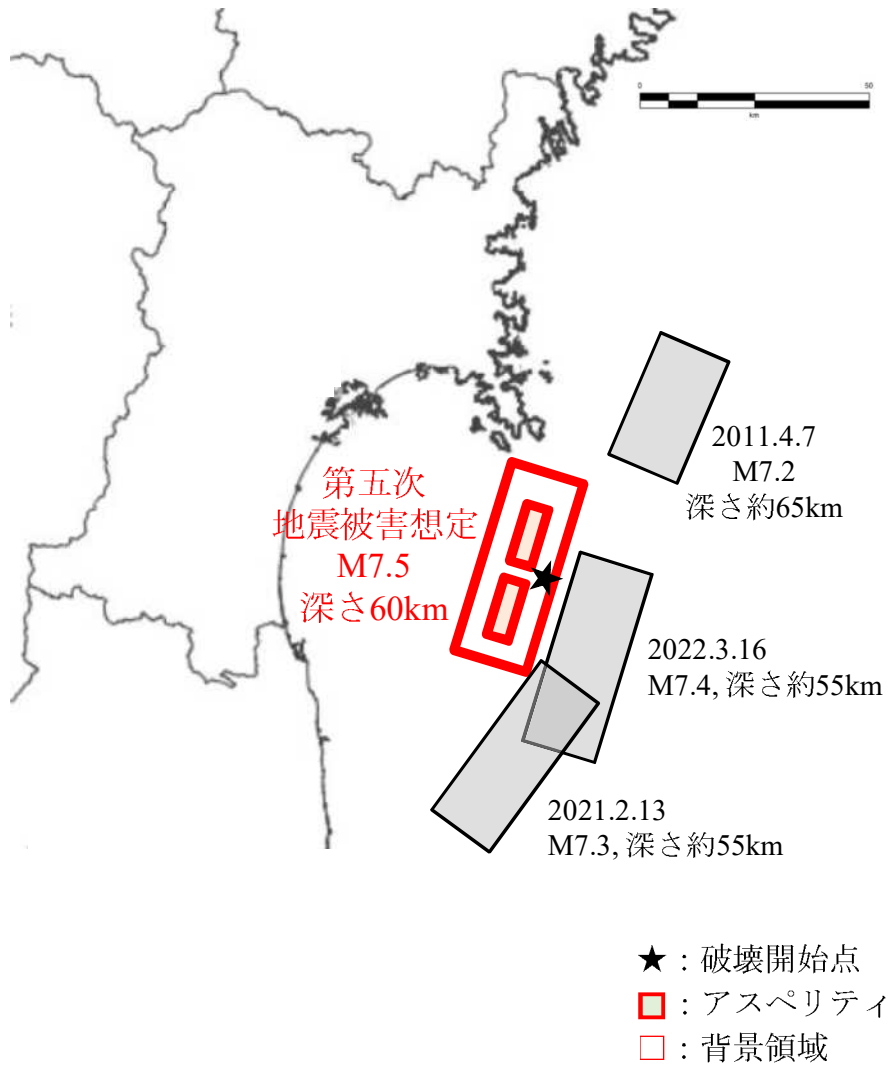 0 50
km
2011.4.7
M7.2
深さ約65km
第五次
地震被害想定
M7.5
深さ60km
2022.3.16
M7.4, 深さ約55km
2021.2.13
M7.3, 深さ約55km
★：破壊開始点
：アスペリティ
：背景領域